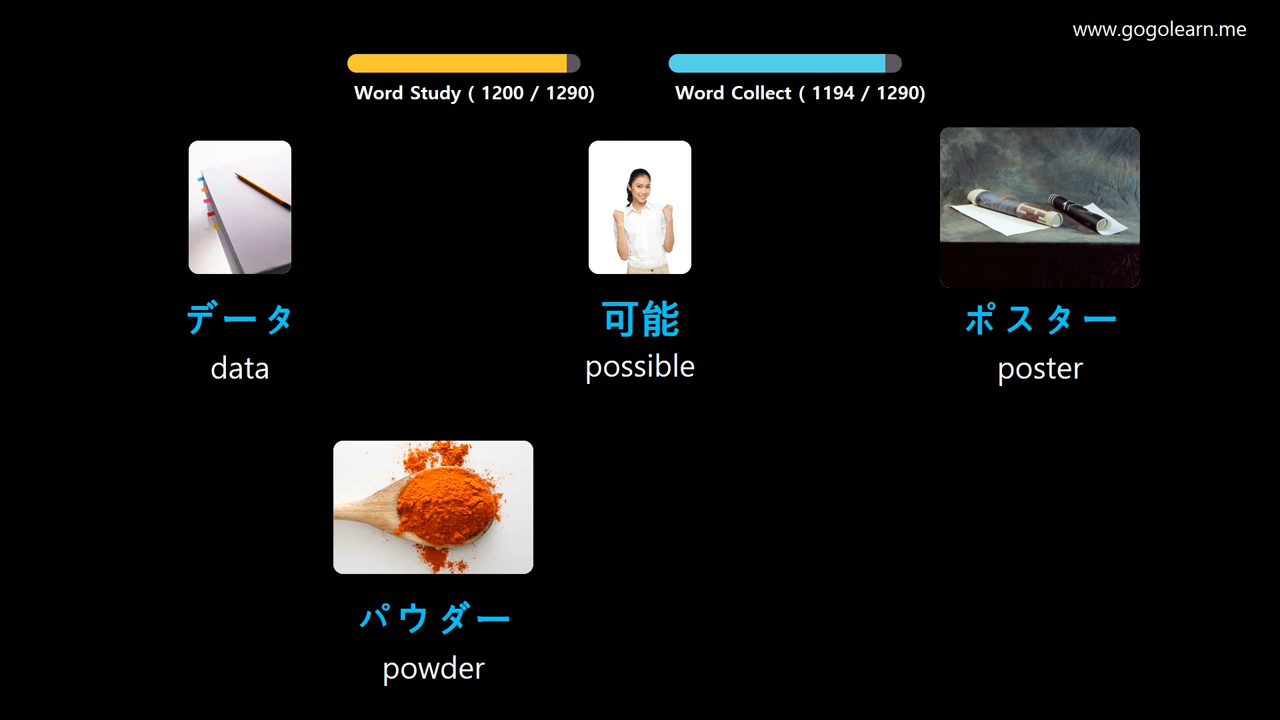 www.gogolearn.me
Word Study ( 1200 / 1290)
Word Collect ( 1194 / 1290)
データ
可能
ポスター
data
possible
poster
パウダー
powder